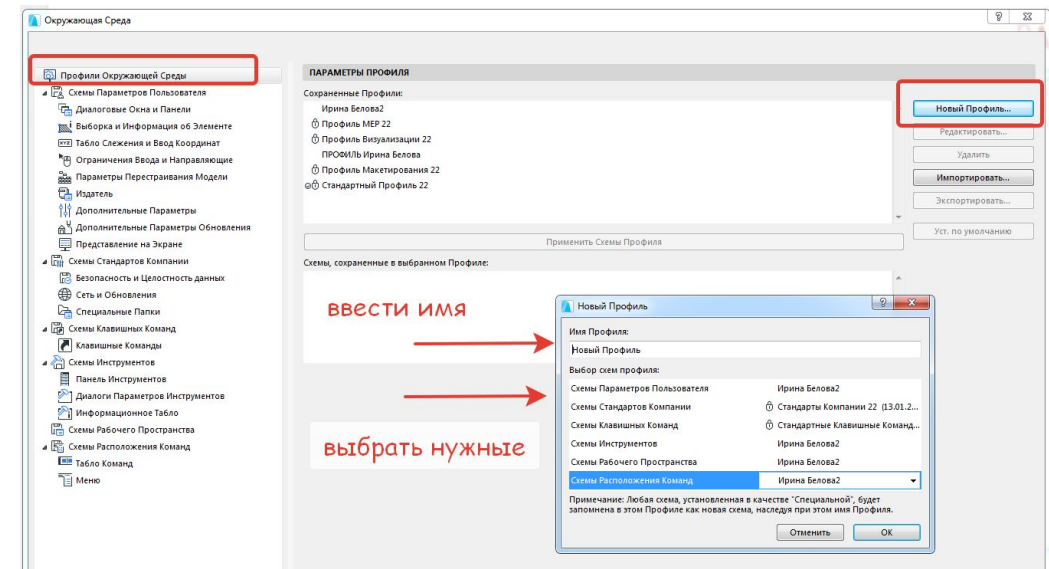 Окружающая Среда
Профили Окружающей Среды
Схемы Параметров Пользователя
Диалоговые Окна и Панели
Выборка и Информация об Элементе
Табло Слежения и Ввод Координат
Ограничения Ввода и Направляющие
Параметры Перестраивания Модели
Издатель
Дополнительные Параметры
Дополнительные Параметры Обновления
Представление на Экране
Схемы Стандартов Компании
Безопасность и Целостность данных
Сеть и Обновления
Специальные Папки
Схемы Клавишных Команд
Клавишные Команды
Схемы Инструментов
Панель Инструментов
Диалоги Параметров Инструментов
Информационное Табло
Схемы Рабочего Пространства
Схемы Расположения Команд
Табло Команд
Меню
ПАРАМЕТРЫ ПРОФИЛЯ
Сохраненные Профили:
Ирина Белова2
Профиль MEP 22
Профиль Визуализации 22
ПРОФИЛЬ Ирина Белова
Профиль Макетирования 22
Стандартный Профиль 22
Новый Профиль...
Редактировать...
Удалить
Импортировать...
Экспортировать...
Уст. по умолчанию
Применить Схемы Профиля
Схемы, сохраненные в выбранном Профиле:
ввести имя
выбрать нужные
Новый Профиль
Имя Профиля:
Новый Профиль
Выбор схем профиля:
Схемы Параметров Пользователя Ирина Белова2
Схемы Стандартов Компании Стандарты Компании 22 (13.01.2...
Схемы Клавишных Команд Стандартные Клавишные Команд...
Схемы Инструментов Ирина Белова2
Схемы Рабочего Пространства Ирина Белова2
Схемы Расположения Команд Ирина Белова2
Примечание: Любая схема, установленная в качестве "Специальной", будет
запомнена в этом Профиле как новая схема, наследуя при этом имя Профиля.
Отменить OK